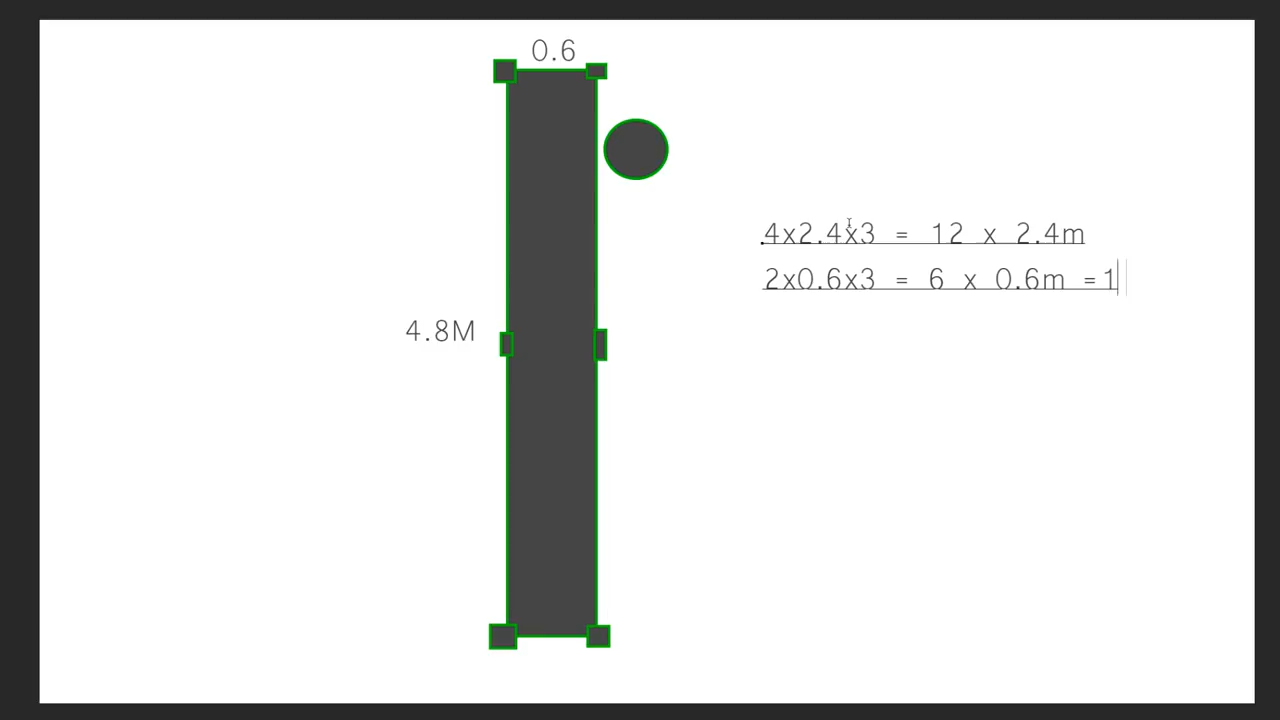 0.6
4x2.4x3 = 12 x 2.4m
2x0.6x3 = 6 x 0.6m =1
4.8M